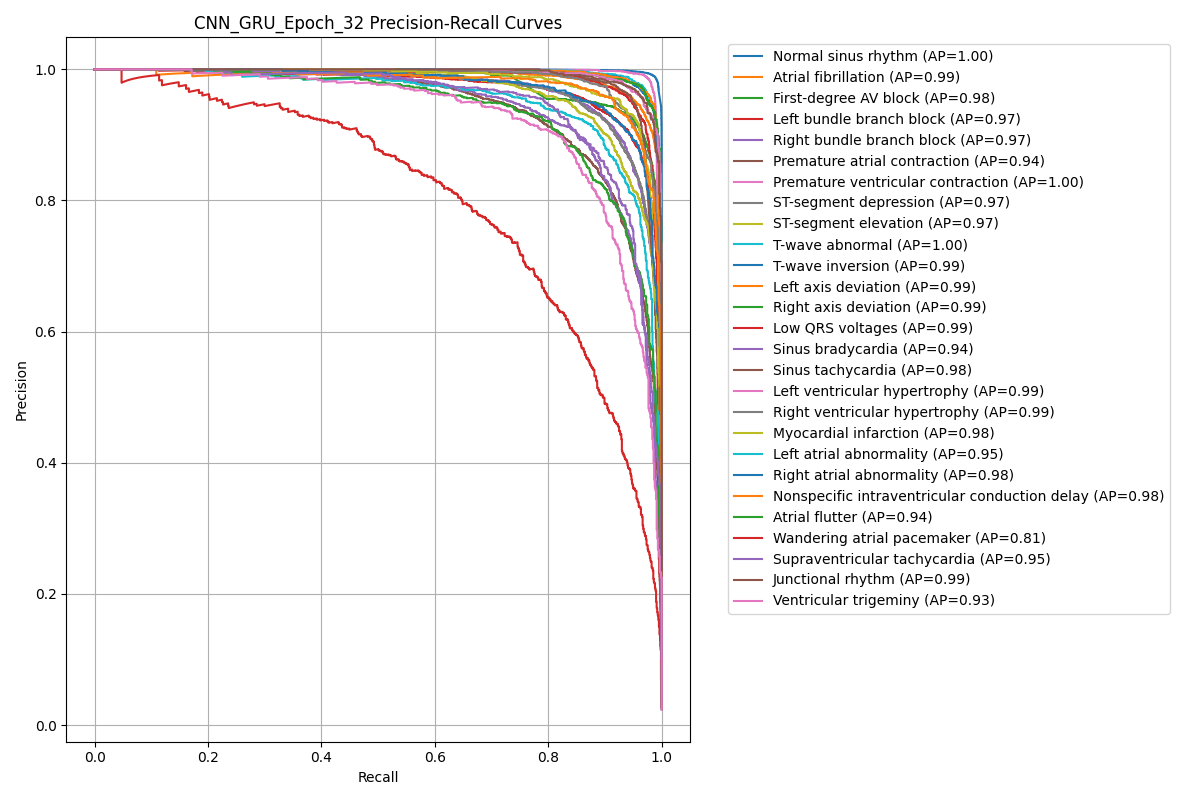 CNN_GRU_Epoch_32 Precision-Recall Curves
1.0
0.8
0.6
0.4
0.2
0.0
Precision
0.0 0.2 0.4 0.6 0.8 1.0
Recall
Normal sinus rhythm (AP=1.00)
Atrial fibrillation (AP=0.99)
First-degree AV block (AP=0.98)
Left bundle branch block (AP=0.97)
Right bundle branch block (AP=0.97)
Premature atrial contraction (AP=0.94)
Premature ventricular contraction (AP=1.00)
ST-segment depression (AP=0.97)
ST-segment elevation (AP=0.97)
T-wave abnormal (AP=1.00)
T-wave inversion (AP=0.99)
Left axis deviation (AP=0.99)
Right axis deviation (AP=0.99)
Low QRS voltages (AP=0.99)
Sinus bradycardia (AP=0.94)
Sinus tachycardia (AP=0.98)
Left ventricular hypertrophy (AP=0.99)
Right ventricular hypertrophy (AP=0.99)
Myocardial infarction (AP=0.98)
Left atrial abnormality (AP=0.95)
Right atrial abnormality (AP=0.98)
Nonspecific intraventricular conduction delay (AP=0.98)
Atrial flutter (AP=0.94)
Wandering atrial pacemaker (AP=0.81)
Supraventricular tachycardia (AP=0.95)
Junctional rhythm (AP=0.99)
Ventricular trigeminy (AP=0.93)